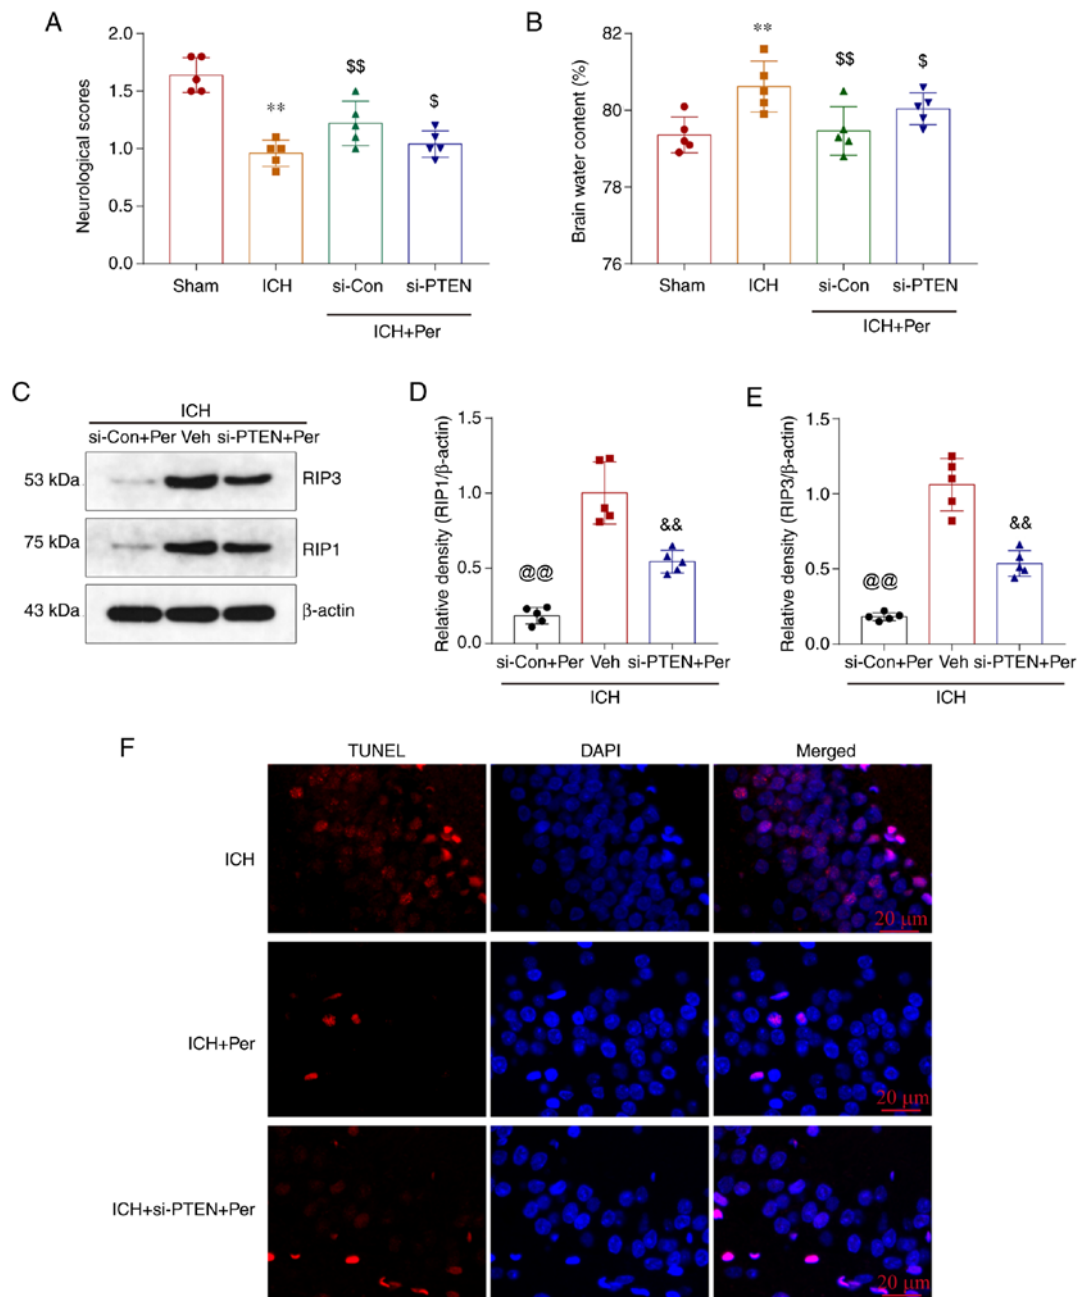 A
Neurological scores
2.0
1.5
1.0
0.5
0.0
**
$$
$
Sham
ICH
si-Con
si-PTEN
ICH+Per
B
Brain water content (%)
82
80
78
76
**
$$
$
Sham
ICH
si-Con
si-PTEN
ICH+Per
C
ICH
si-Con+Per Veh si-PTEN+Per
53 kDa
RIP3
75 kDa
RIP1
43 kDa
β-actin
D
Relative density (RIP1/β-actin)
1.5
1.0
0.5
0.0
@@
&&
si-Con+Per Veh si-PTEN+Per
ICH
E
Relative density (RIP3/β-actin)
1.5
1.0
0.5
0.0
@@
&&
si-Con+Per Veh si-PTEN+Per
ICH
F
TUNEL
DAPI
Merged
ICH
20 μm
ICH+Per
20 μm
ICH+si-PTEN+Per
20 μm